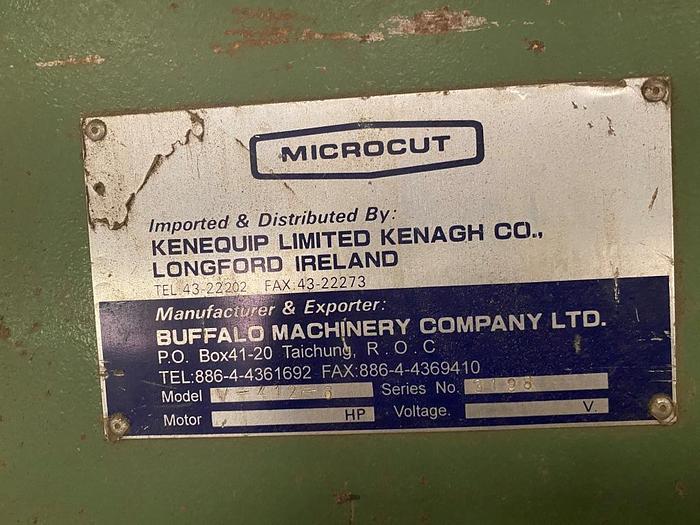 MICROCUT
Imported & Distributed By:
KENEQUIP LIMITED KENAGH CO.,
LONGFORD IRELAND
TEL:43-22202 FAX:43-22273
Manufacturer & Exporter:
BUFFALO MACHINERY COMPANY LTD.
P.O. Box41-20 Taichung, R.O.C
TEL:886-4-4361692 FAX:886-4-4369410
Model Series No.
Motor HP Voltage. V.